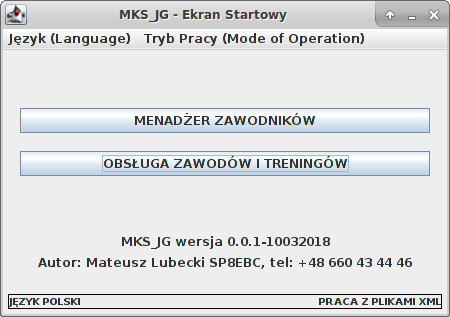 MKS_JG - Ekran Startowy
Język (Language) Tryb Pracy (Mode of Operation)
MENADŻER ZAWODNIKÓW
OBSŁUGA ZAWODÓW I TRENINGÓW
MKS_JG wersja 0.0.1-10032018
Autor: Mateusz Lubecki SP8EBC, tel: +48 660 43 44 46
JĘZYK POLSKI PRACA Z PLIKAMI XML